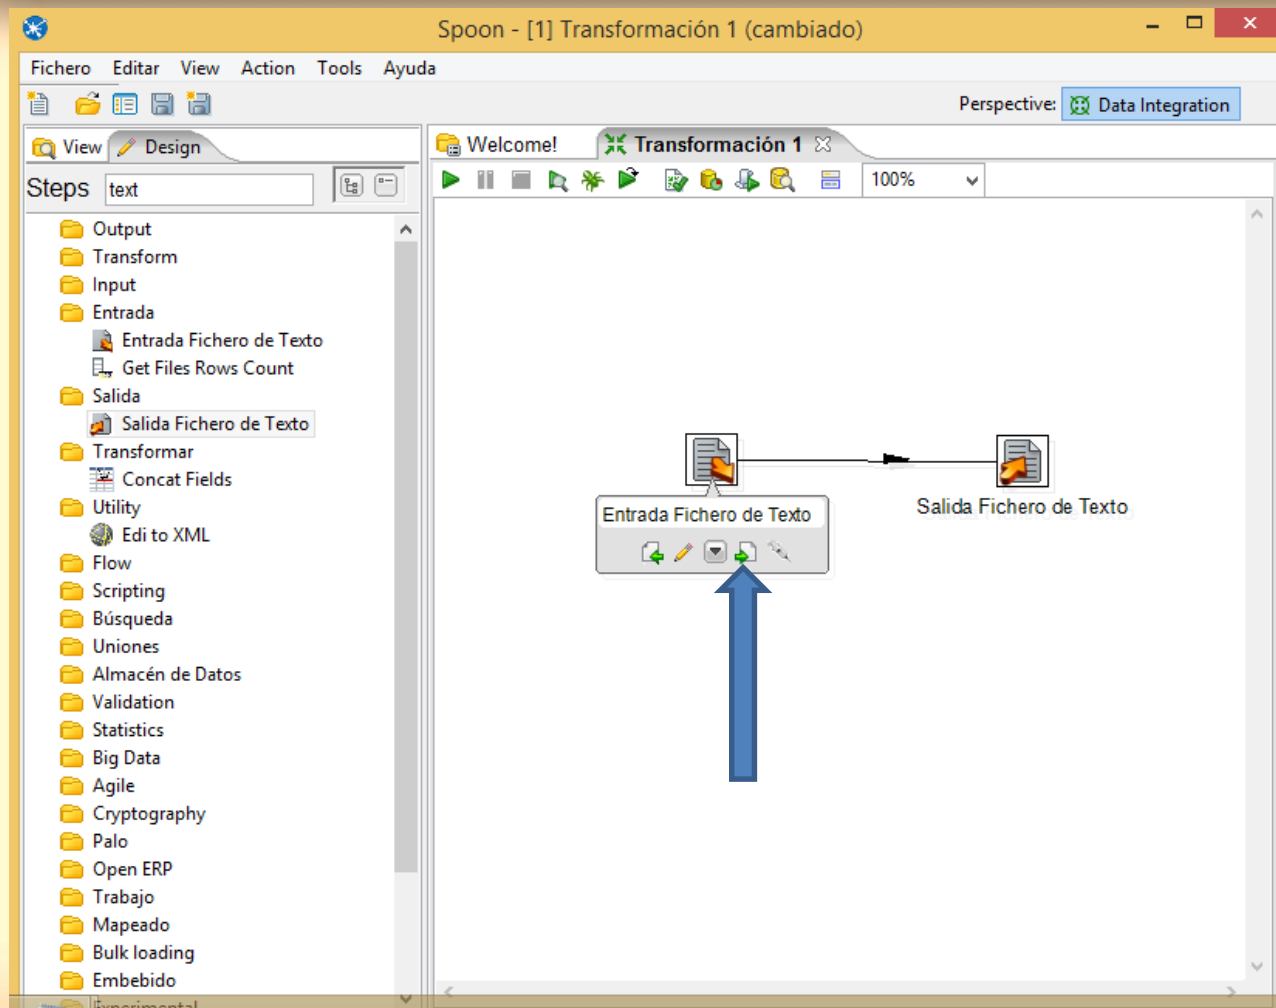 Spoon - [1] Transformación 1 (cambiado)
Fichero Editar View Action Tools Ayuda
Perspective: Data Integration
View Design
Welcome! Transformación 1
Steps text
100%
Output
Transform
Input
Entrada
Entrada Fichero de Texto
Get Files Rows Count
Salida
Salida Fichero de Texto
Transformar
Concat Fields
Utility
Edi to XML
Flow
Scripting
Búsqueda
Uniones
Almacén de Datos
Validation
Statistics
Big Data
Agile
Cryptography
Palo
Open ERP
Trabajo
Mapeado
Bulk loading
Embebido
Experimental
Entrada Fichero de Texto
Salida Fichero de Texto